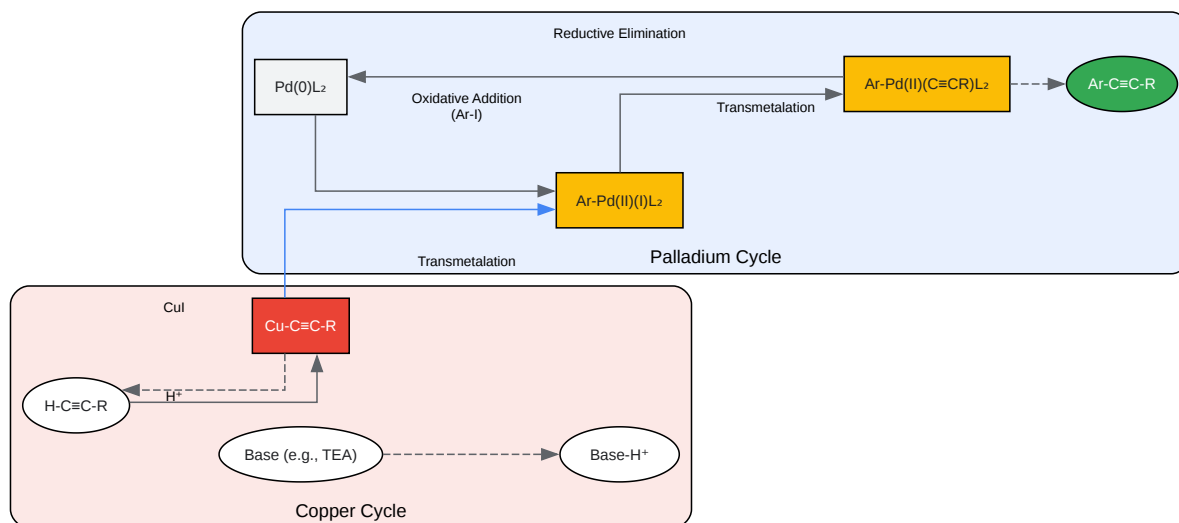 Reductive Elimination
Pd(0)L₂
Ar-Pd(II)(C≡CR)L₂
Ar-C≡C-R
Oxidative Addition
(Ar-I)
Transmetalation
Ar-Pd(II)(I)L₂
Transmetalation
Palladium Cycle
CuI
Cu-C≡C-R
H⁺
H-C≡C-R
Base (e.g., TEA)
Base-H⁺
Copper Cycle